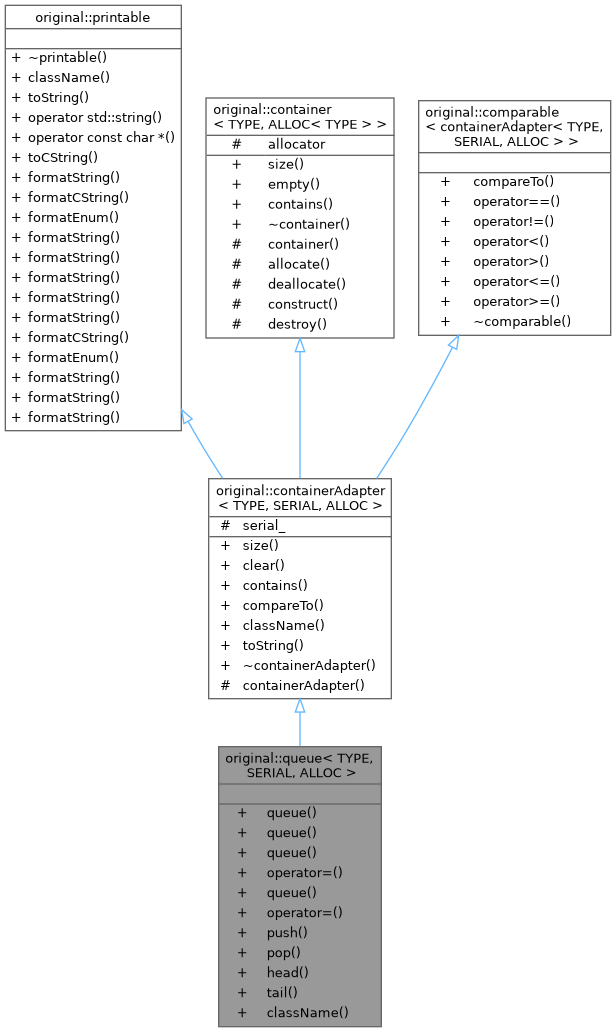 original::printable
+ ~printable()
+ className()
+ toString()
+ operator std::string()
+ operator const char *()
+ toCString()
+ formatString()
+ formatCString()
+ formatEnum()
+ formatString()
+ formatString()
+ formatString()
+ formatString()
+ formatString()
+ formatCString()
+ formatEnum()
+ formatString()
+ formatString()
+ formatString()
original::container
< TYPE, ALLOC< TYPE > >
# allocator
+ size()
+ empty()
+ contains()
+ ~container()
# container()
# allocate()
# deallocate()
# construct()
# destroy()
original::comparable
< containerAdapter< TYPE,
SERIAL, ALLOC > >
+ compareTo()
+ operator==()
+ operator!=()
+ operator<()
+ operator>()
+ operator<=()
+ operator>=()
+ ~comparable()
original::containerAdapter
< TYPE, SERIAL, ALLOC >
# serial_
+ size()
+ clear()
+ contains()
+ compareTo()
+ className()
+ toString()
+ ~containerAdapter()
# containerAdapter()
original::queue< TYPE,
SERIAL, ALLOC >
+ queue()
+ queue()
+ queue()
+ operator=()
+ queue()
+ operator=()
+ push()
+ pop()
+ head()
+ tail()
+ className()